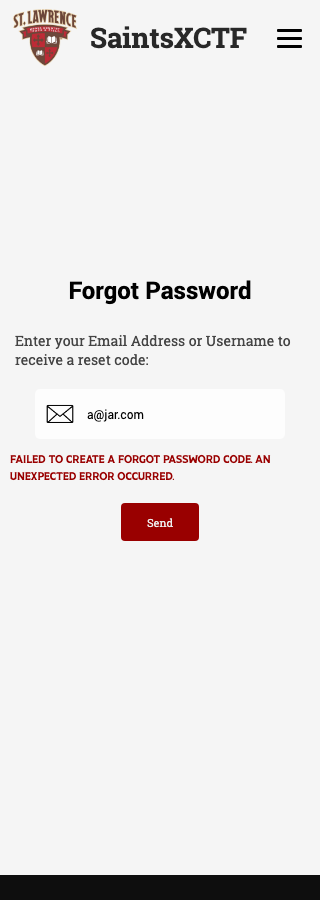 ST. LAWRENCE
SaintsXCTF
Forgot Password
Enter your Email Address or Username to
receive a reset code:
a@jar.com
FAILED TO CREATE A FORGOT PASSWORD CODE. AN
UNEXPECTED ERROR OCCURRED.
Send